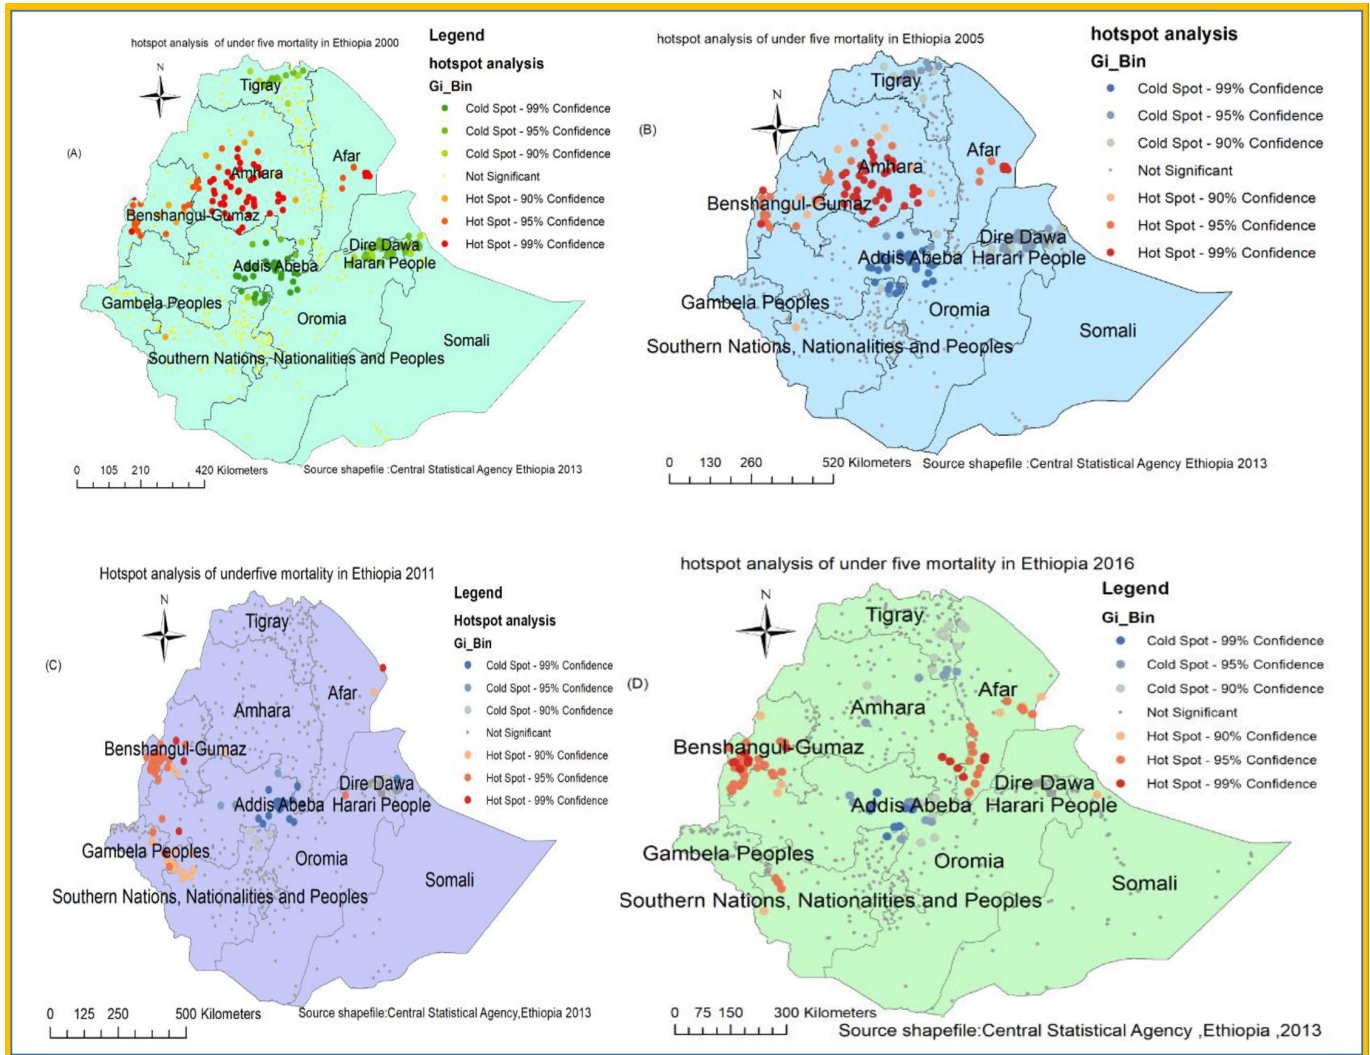 hotspot analysis of under five mortality in Ethiopia 2000
Legend
hotspot analysis
Gi_Bin
Cold Spot - 99% Confidence
Cold Spot - 95% Confidence
Cold Spot - 90% Confidence
Not Significant
Hot Spot - 90% Confidence
Hot Spot - 95% Confidence
Hot Spot - 99% Confidence
N
(A)
Tigray
Afar
Amhara
Benshangul-Gumaz
Dire Dawa
Addis Abeba
Harari People
Gambela Peoples
Oromia
Somali
Southern Nations, Nationalities and Peoples
0 105 210 420 Kilometers
Source shapefile :Central Statistical Agency Ethiopia 2013
hotspot analysis of under five mortality in Ethiopia 2005
hotspot analysis
Gi_Bin
Cold Spot - 99% Confidence
Cold Spot - 95% Confidence
Cold Spot - 90% Confidence
Not Significant
Hot Spot - 90% Confidence
Hot Spot - 95% Confidence
Hot Spot - 99% Confidence
N
(B)
Tigray
Afar
Amhara
Benshangul-Gumaz
Dire Dawa
Addis Abeba
Harari People
Gambela Peoples
Oromia
Somali
Southern Nations, Nationalities and Peoples
0 130 260 520 Kilometers
Source shapefile :Central Statistical Agency Ethiopia 2013
Hotspot analysis of underfive mortality in Ethiopia 2011
Legend
Hotspot analysis
Gi_Bin
Cold Spot - 99% Confidence
Cold Spot - 95% Confidence
Cold Spot - 90% Confidence
Not Significant
Hot Spot - 90% Confidence
Hot Spot - 95% Confidence
Hot Spot - 99% Confidence
N
(C)
Tigray
Afar
Amhara
Benshangul-Gumaz
Dire Dawa
Addis Abeba
Harari People
Gambela Peoples
Oromia
Somali
Southern Nations, Nationalities and Peoples
0 125 250 500 Kilometers
Source shapefile:Central Statistical Agency,Ethiopia 2013
hotspot analysis of under five mortality in Ethiopia 2016
Legend
Gi_Bin
Cold Spot - 99% Confidence
Cold Spot - 95% Confidence
Cold Spot - 90% Confidence
Not Significant
Hot Spot - 90% Confidence
Hot Spot - 95% Confidence
Hot Spot - 99% Confidence
N
(D)
Tigray
Afar
Amhara
Benshangul-Gumaz
Dire Dawa
Addis Abeba
Harari People
Gambela Peoples
Oromia
Somali
Southern Nations, Nationalities and Peoples
0 75 150 300 Kilometers
Source shapefile:Central Statistical Agency ,Ethiopia ,2013